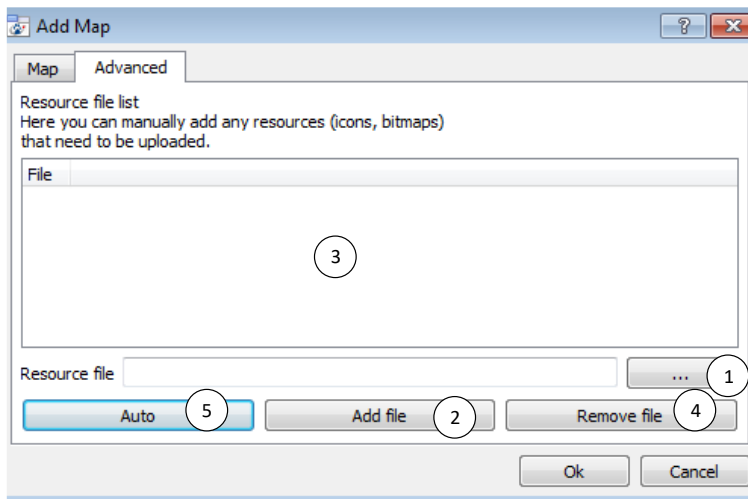 Add Map
?
Map Advanced
Resource file list
Here you can manually add any resources (icons, bitmaps)
that need to be uploaded.
File
3
Resource file ... 1
Auto 5 Add file 2 Remove file 4
Ok Cancel